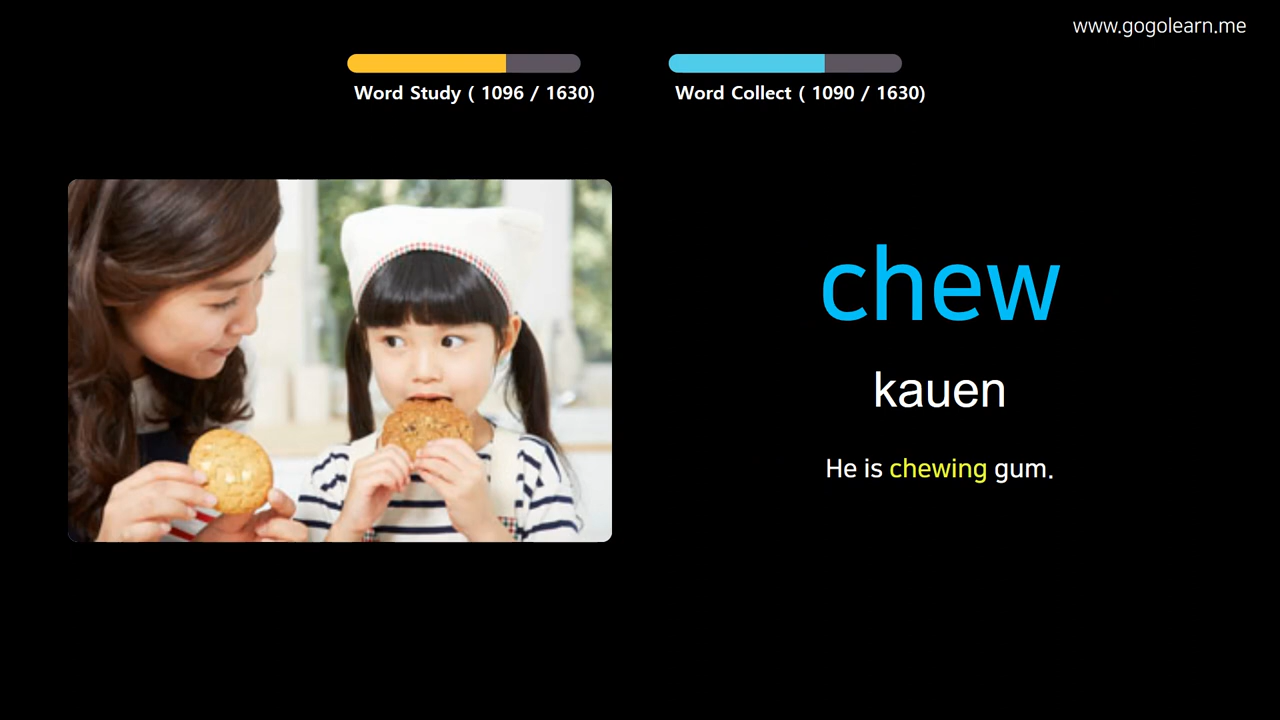 www.gogolearn.me
Word Study ( 1096 / 1630)
Word Collect ( 1090 / 1630)
chew
kauen
He is chewing gum.